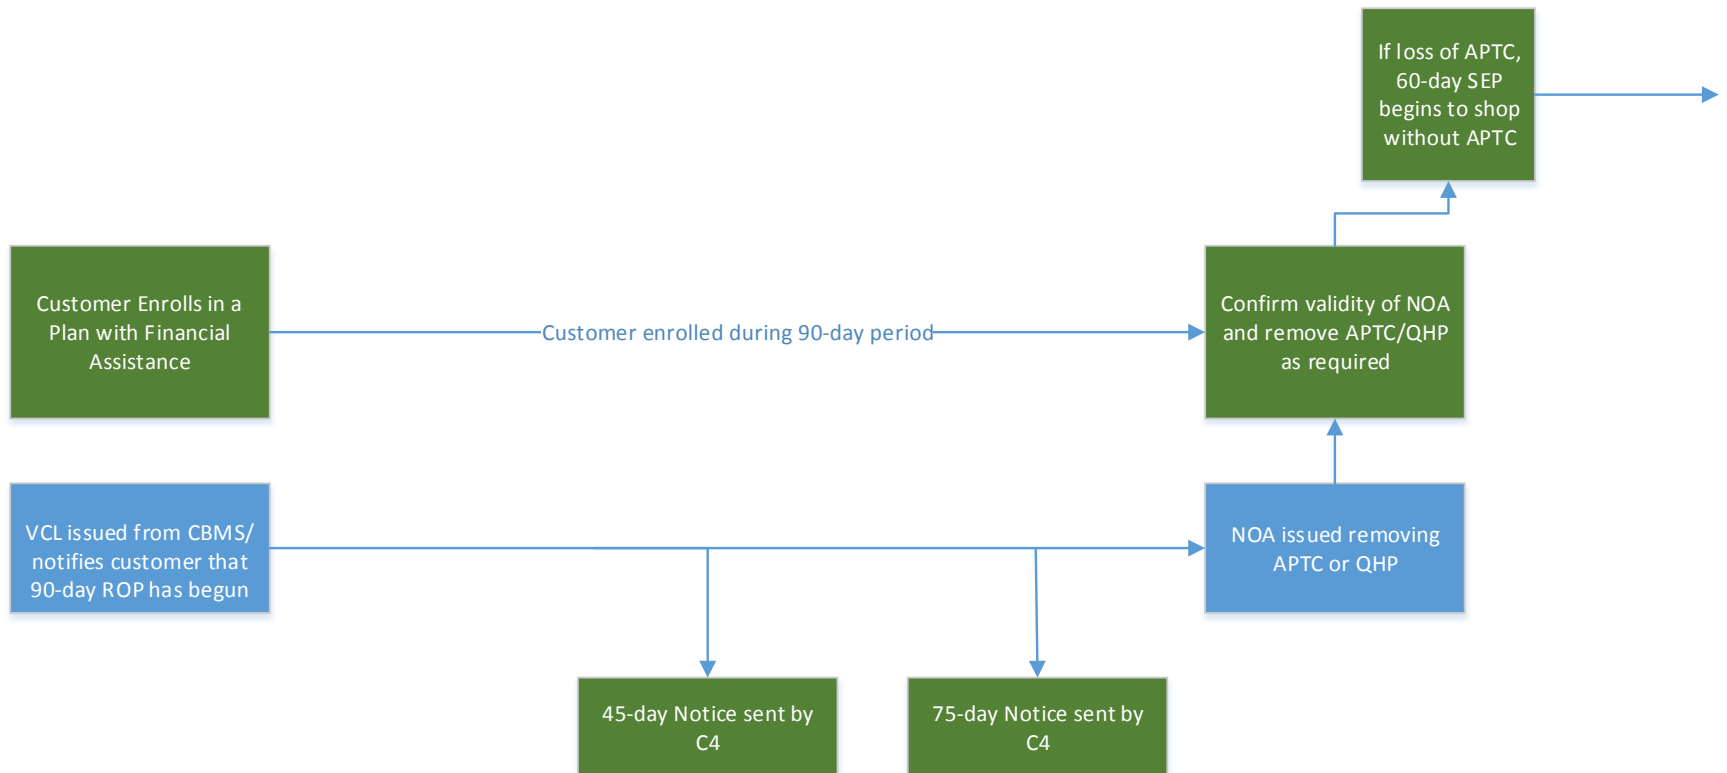 If loss of APTC,
60-day SEP
begins to shop
without APTC
Customer Enrolls in a
Plan with Financial
Assistance
Customer enrolled during 90-day period
Confirm validity of NOA
and remove APTC/QHP
as required
VCL issued from CBMS/
notifies customer that
90-day ROP has begun
NOA issued removing
APTC or QHP
45-day Notice sent by
C4
75-day Notice sent by
C4